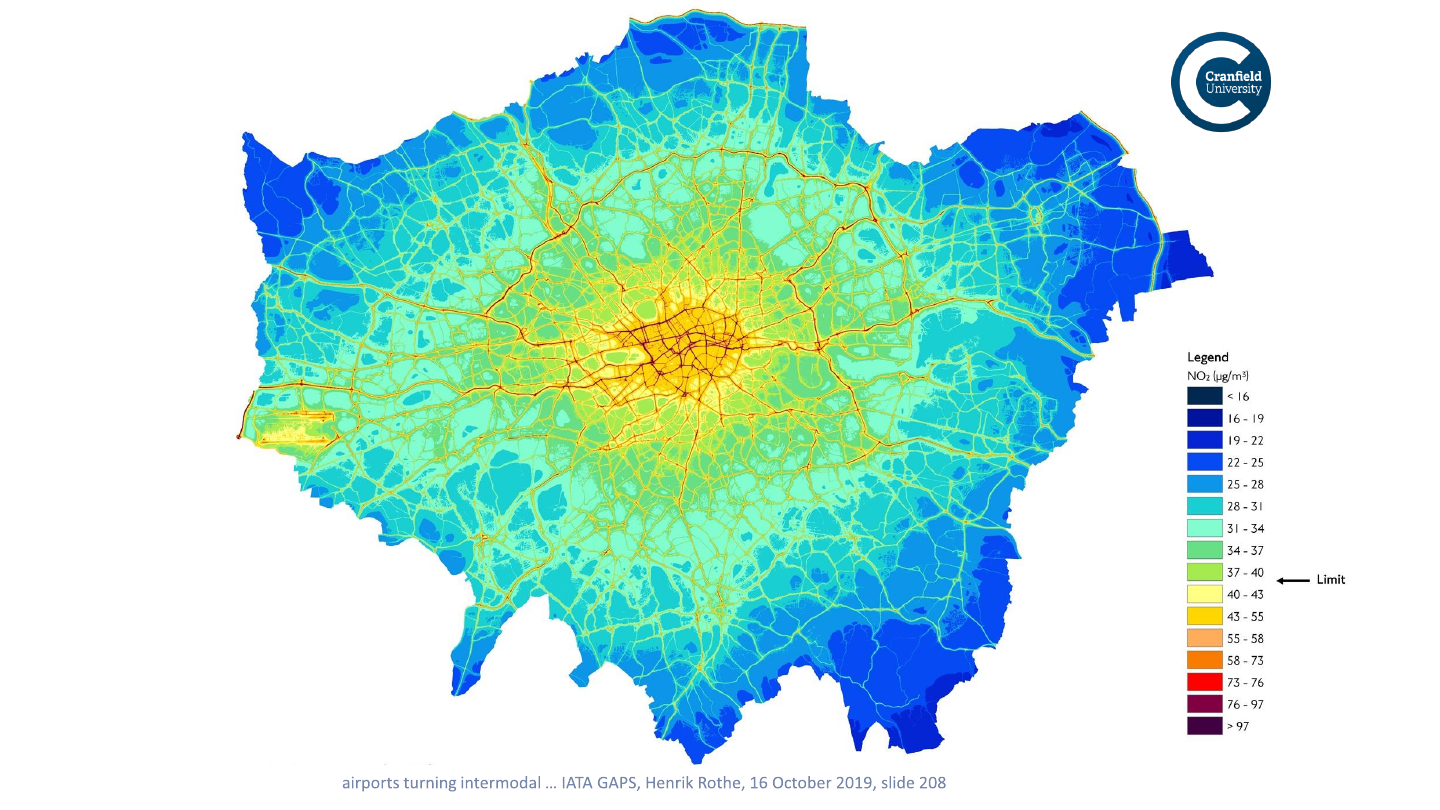 Cranfield
University
Legend
NO₂ (µg/m³)
< 16
16 - 19
19 - 22
22 - 25
25 - 28
28 - 31
31 - 34
34 - 37
37 - 40
Limit
40 - 43
43 - 55
55 - 58
58 - 73
73 - 76
76 - 97
> 97
airports turning intermodal ... IATA GAPS, Henrik Rothe, 16 October 2019, slide 208